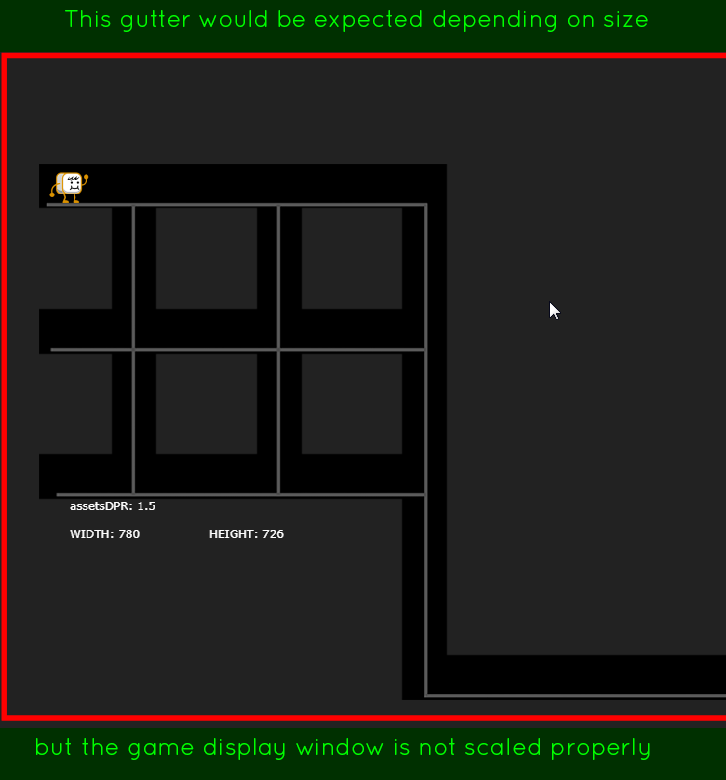 This gutter would be expected depending on size
assetsDPR: 1.5
WIDTH: 780 HEIGHT: 726
but the game display window is not scaled properly